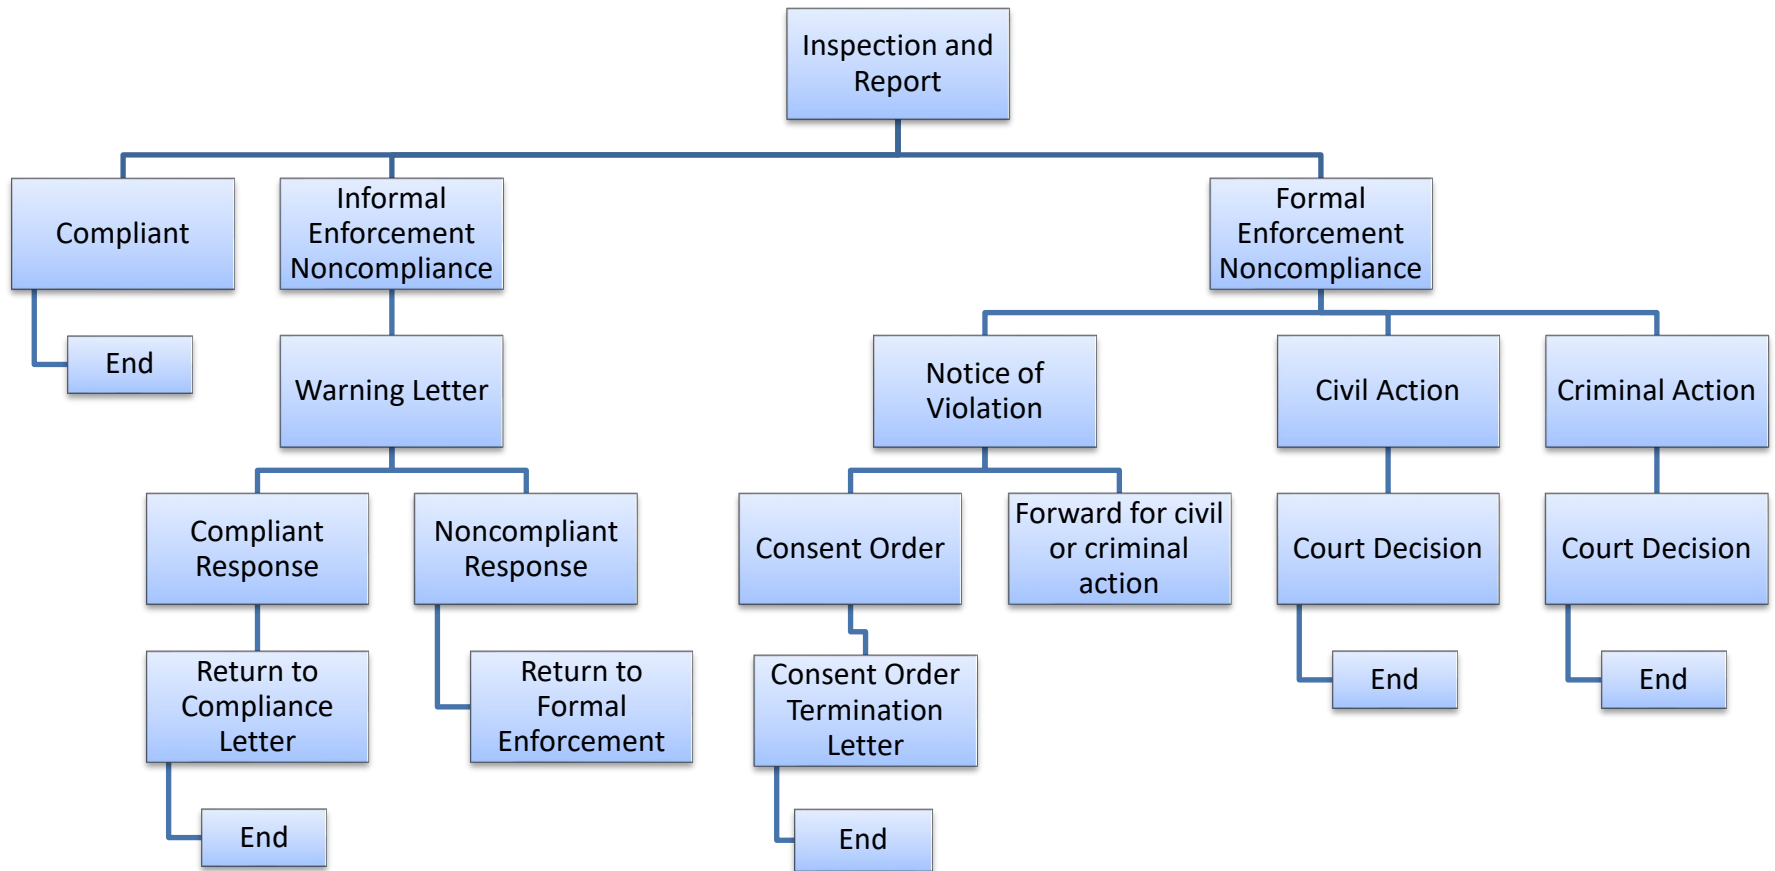 Inspection and
Report
Compliant
Informal
Enforcement
Noncompliance
Formal
Enforcement
Noncompliance
End
Warning Letter
Notice of
Violation
Civil Action
Criminal Action
Compliant
Response
Noncompliant
Response
Consent Order
Forward for civil
or criminal
action
Court Decision
Court Decision
Return to
Compliance
Letter
Return to
Formal
Enforcement
Consent Order
Termination
Letter
End
End
End
End